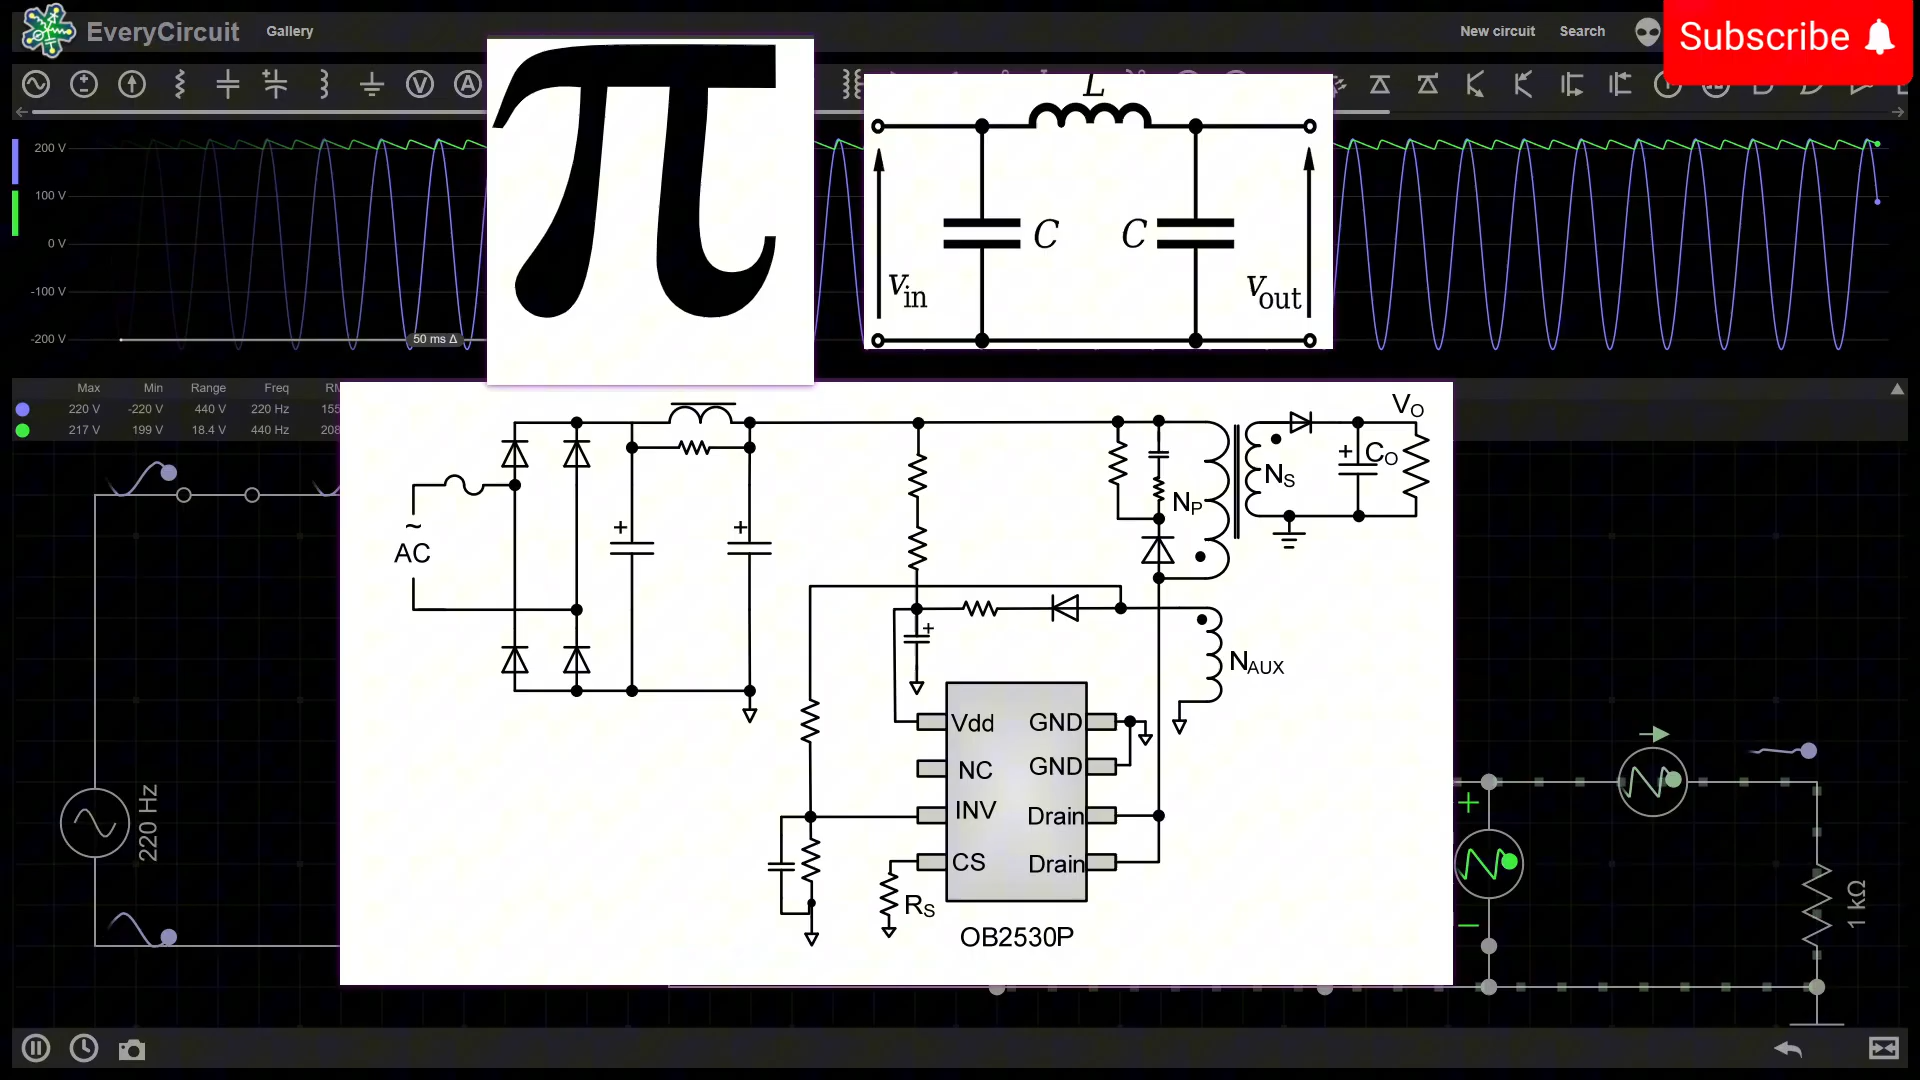 EveryCircuit Gallery New circuit Search Subscribe
V A
π
L
200 V
100 V
0 V
-100 V
-200 V
50 ms Δ
C C
Vin Vout
Max Min Range Freq
220 V -220 V 440 V 220 Hz 155
217 V 199 V 18.4 V 440 Hz 208
VO
+ CO
NS
NP
~
AC
+ +
+
NAUX
Vdd GND
NC GND
INV Drain
CS Drain
RS
OB2530P
220 Hz
+
−
1 kΩ